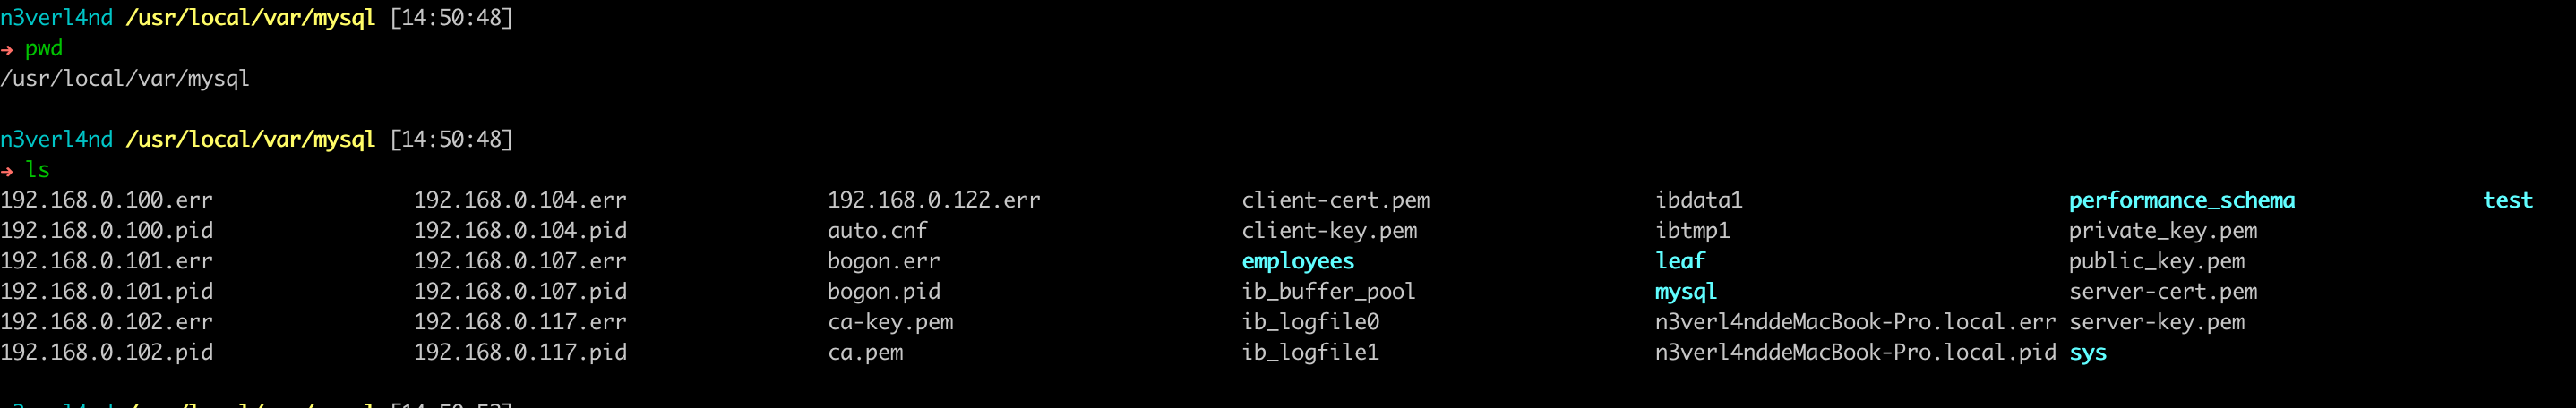 n3verl4nd /usr/local/var/mysql [14:50:48]
→ pwd
/usr/local/var/mysql
n3verl4nd /usr/local/var/mysql [14:50:48]
→ ls
192.168.0.100.err 192.168.0.104.err 192.168.0.122.err client-cert.pem ibdata1 performance_schema test
192.168.0.100.pid 192.168.0.104.pid auto.cnf client-key.pem ibtmp1 private_key.pem
192.168.0.101.err 192.168.0.107.err bogon.err employees leaf public_key.pem
192.168.0.101.pid 192.168.0.107.pid bogon.pid ib_buffer_pool mysql server-cert.pem
192.168.0.102.err 192.168.0.117.err ca-key.pem ib_logfile0 n3verl4nddeMacBook-Pro.local.err server-key.pem
192.168.0.102.pid 192.168.0.117.pid ca.pem ib_logfile1 n3verl4nddeMacBook-Pro.local.pid sys